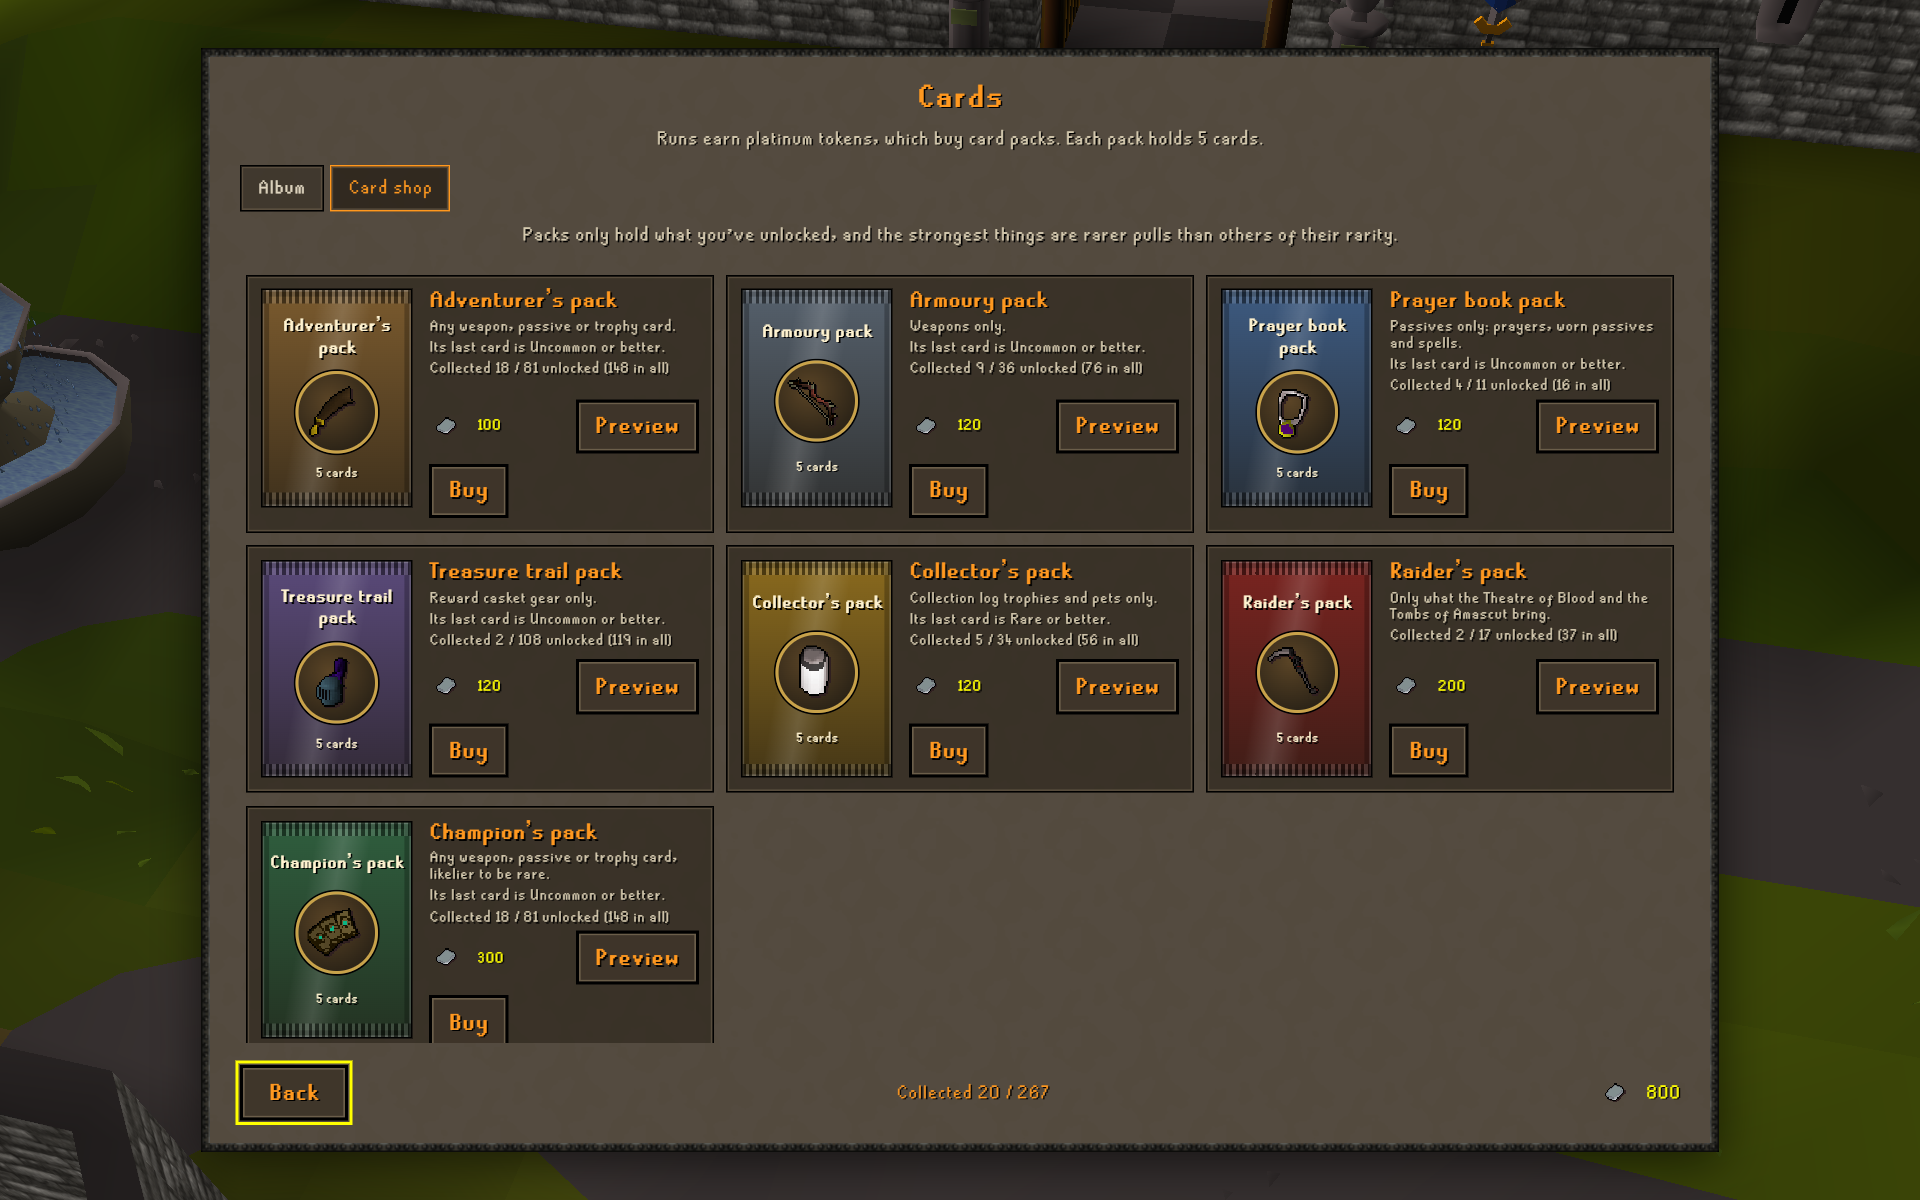 Cards
Runs earn platinum tokens, which buy card packs. Each pack holds 5 cards.
Album
Card shop
Packs only hold what you've unlocked, and the strongest things are rarer pulls than others of their rarity.
Adventurer's
pack
5 cards
Adventurer's pack
Any weapon, passive or trophy card.
Its last card is Uncommon or better.
Collected 18 / 81 unlocked (148 in all)
100
Preview
Buy
Armoury pack
5 cards
Armoury pack
Weapons only.
Its last card is Uncommon or better.
Collected 9 / 36 unlocked (76 in all)
120
Preview
Buy
Prayer book
pack
5 cards
Prayer book pack
Passives only: prayers, worn passives
and spells.
Its last card is Uncommon or better.
Collected 4 / 11 unlocked (16 in all)
120
Preview
Buy
Treasure trail
pack
5 cards
Treasure trail pack
Reward casket gear only.
Its last card is Uncommon or better.
Collected 2 / 108 unlocked (119 in all)
120
Preview
Buy
Collector's pack
5 cards
Collector's pack
Collection log trophies and pets only.
Its last card is Rare or better.
Collected 5 / 34 unlocked (56 in all)
120
Preview
Buy
Raider's pack
5 cards
Raider's pack
Only what the Theatre of Blood and the
Tombs of Amascut bring.
Collected 2 / 17 unlocked (37 in all)
200
Preview
Buy
Champion's pack
5 cards
Champion's pack
Any weapon, passive or trophy card,
likelier to be rare.
Its last card is Uncommon or better.
Collected 18 / 81 unlocked (148 in all)
300
Preview
Buy
Back
Collected 20 / 267
800